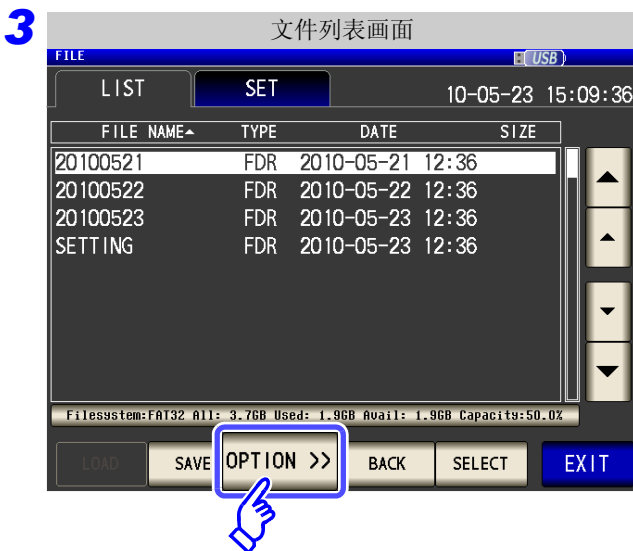 3
文件列表画面
FILE USB
LIST SET 10-05-23 15:09:36
FILE NAME▲ TYPE DATE SIZE
20100521 FDR 2010-05-21 12:36
20100522 FDR 2010-05-22 12:36
20100523 FDR 2010-05-23 12:36
SETTING FDR 2010-05-23 12:36
Filesystem:FAT32 All: 3.7GB Used: 1.9GB Avail: 1.9GB Capacity:50.0%
LOAD SAVE OPTION >> BACK SELECT EXIT